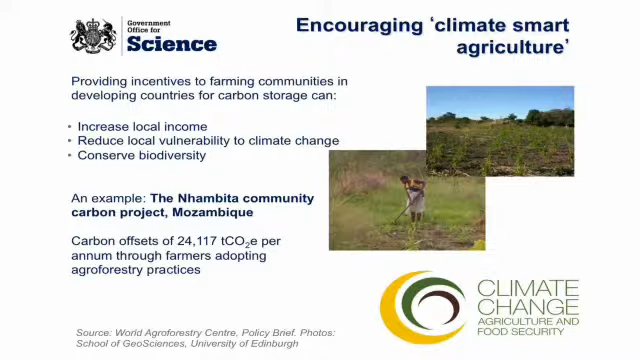 Government
Office for
Science
Encouraging ‘climate smart
agriculture’
Providing incentives to farming communities in
developing countries for carbon storage can:
• Increase local income
• Reduce local vulnerability to climate change
• Conserve biodiversity
An example: The Nhambita community
carbon project, Mozambique
Carbon offsets of 24,117 tCO₂e per
annum through farmers adopting
agroforestry practices
CLIMATE
CHANGE
AGRICULTURE AND
FOOD SECURITY
Source: World Agroforestry Centre, Policy Brief. Photos:
School of GeoSciences, University of Edinburgh